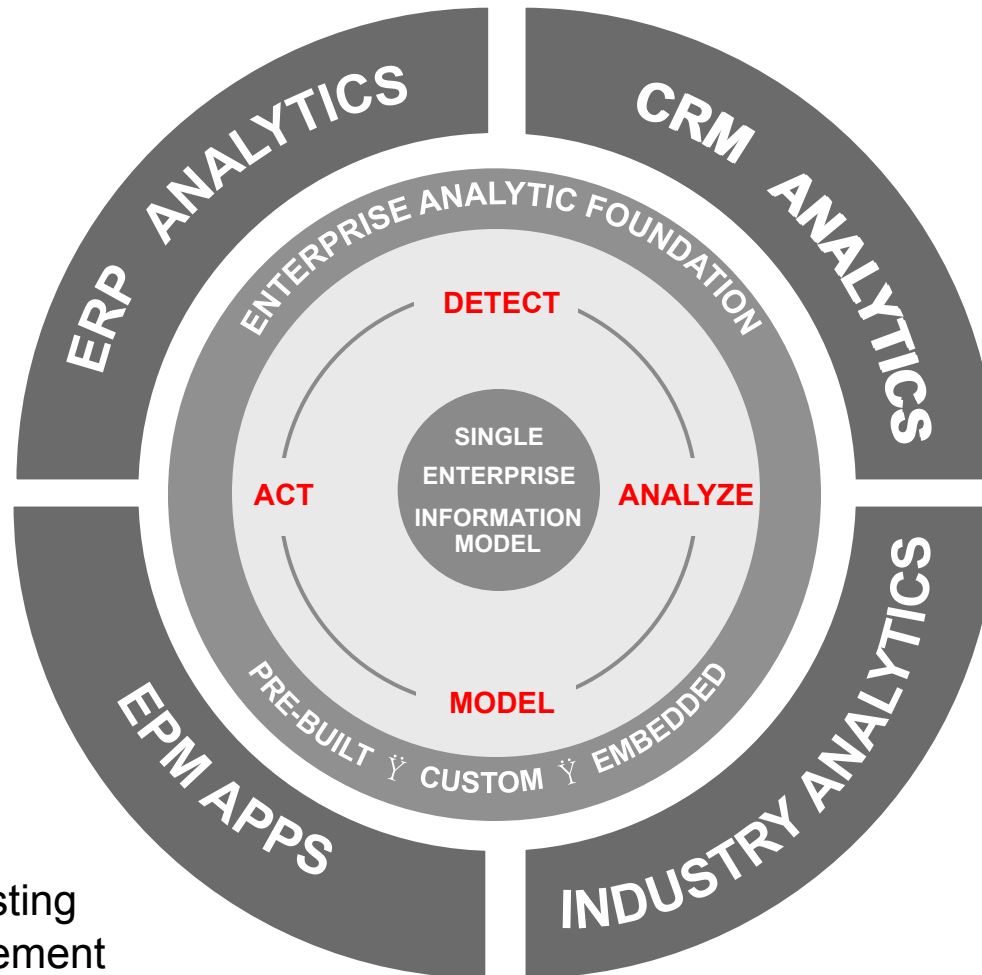 ERP ANALYTICS
CRM ANALYTICS
ENTERPRISE ANALYTIC FOUNDATION
DETECT
SINGLE
ENTERPRISE
INFORMATION
MODEL
ACT
ANALYZE
MODEL
PRE-BUILT Ÿ CUSTOM Ÿ EMBEDDED
EPM APPS
INDUSTRY ANALYTICS
sting
ement